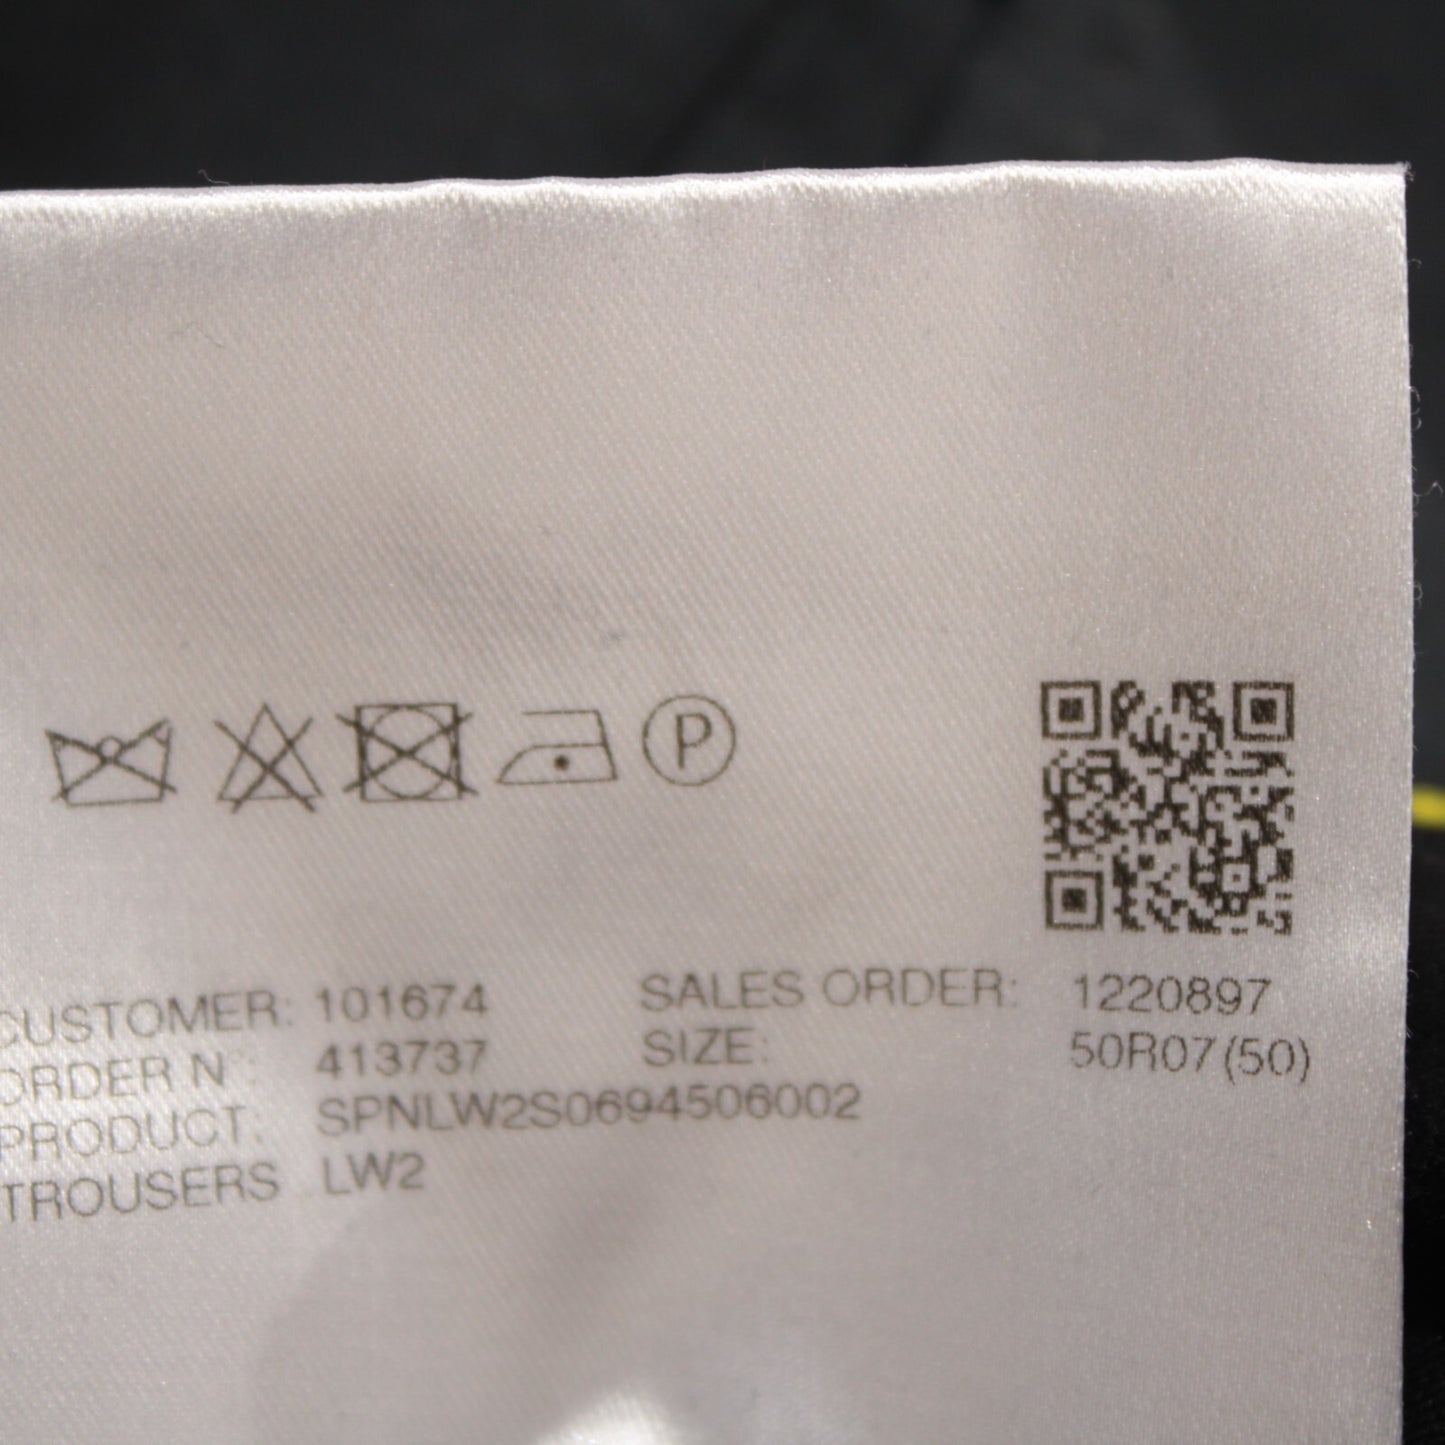 P
CUSTOMER: 101674 SALES ORDER: 1220897
ORDER N°: 413737 SIZE: 50R07(50)
PRODUCT: SPNLW2S0694506002
TROUSERS LW2